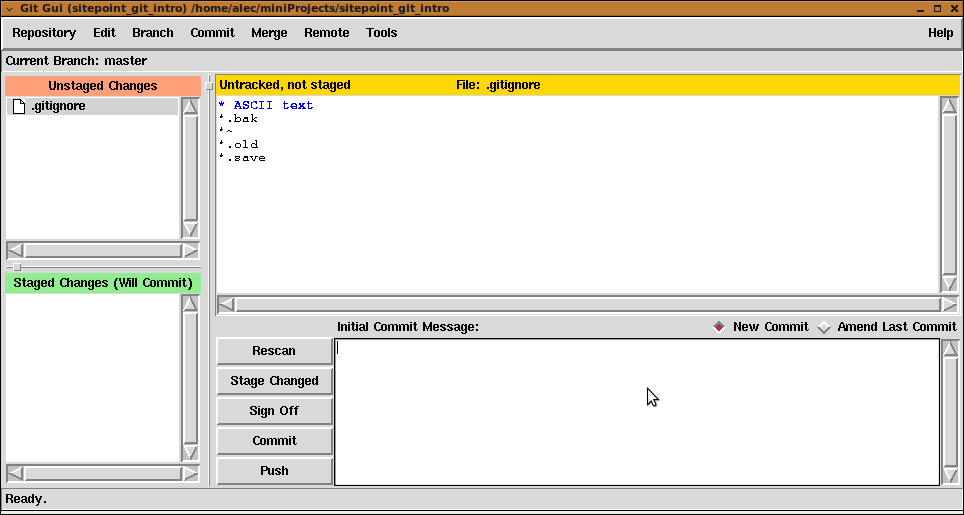 Git Gui (sitepoint_git_intro) /home/alec/miniProjects/sitepoint_git_intro
Repository Edit Branch Commit Merge Remote Tools Help
Current Branch: master
Unstaged Changes
.gitignore
Untracked, not staged File: .gitignore
* ASCII text
*.bak
*~
*.old
*.save
Staged Changes (Will Commit)
Initial Commit Message: New Commit Amend Last Commit
Rescan
Stage Changed
Sign Off
Commit
Push
Ready.